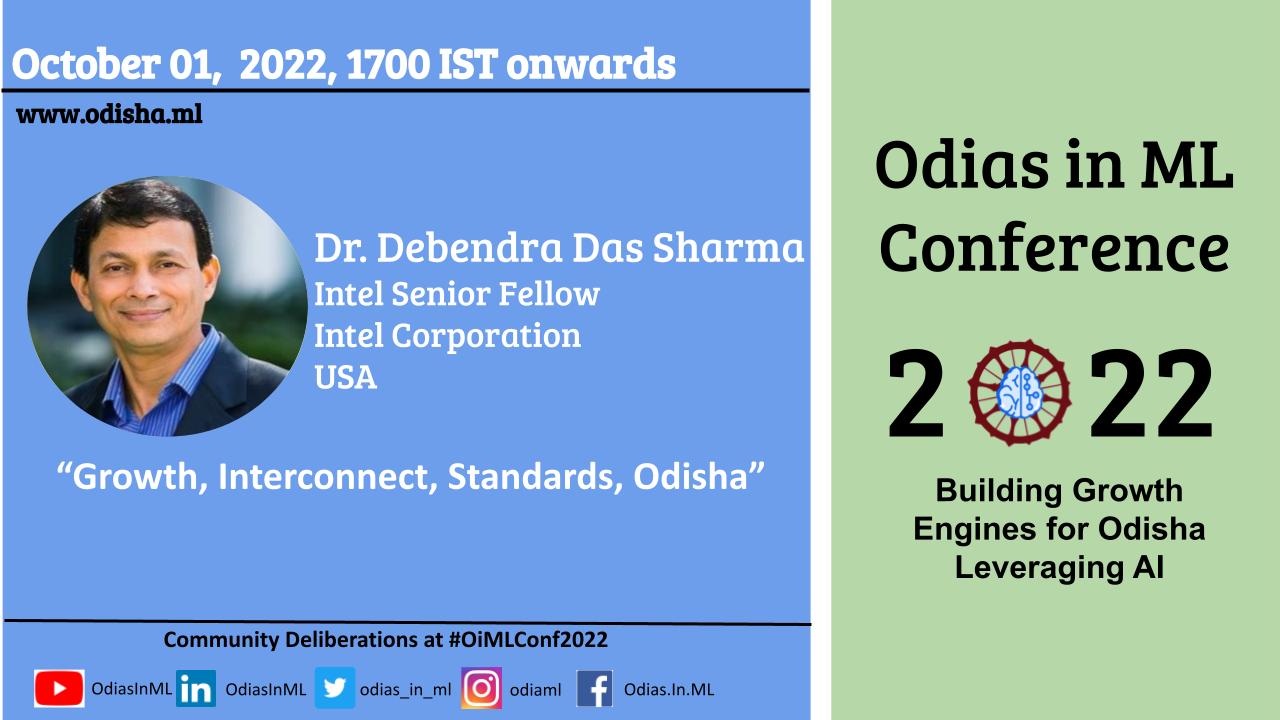 October 01,  2022, 1700 IST onwards
www.odisha.ml
Dr. Debendra Das Sharma
Intel Senior Fellow
Intel Corporation
USA
“Growth, Interconnect, Standards, Odisha”
Community Deliberations at #OiMLConf2022
OdiasInML OdiasInML odias_in_ml odiaml Odias.In.ML
Odias in ML
Conference
2 22
Building Growth
Engines for Odisha
Leveraging AI